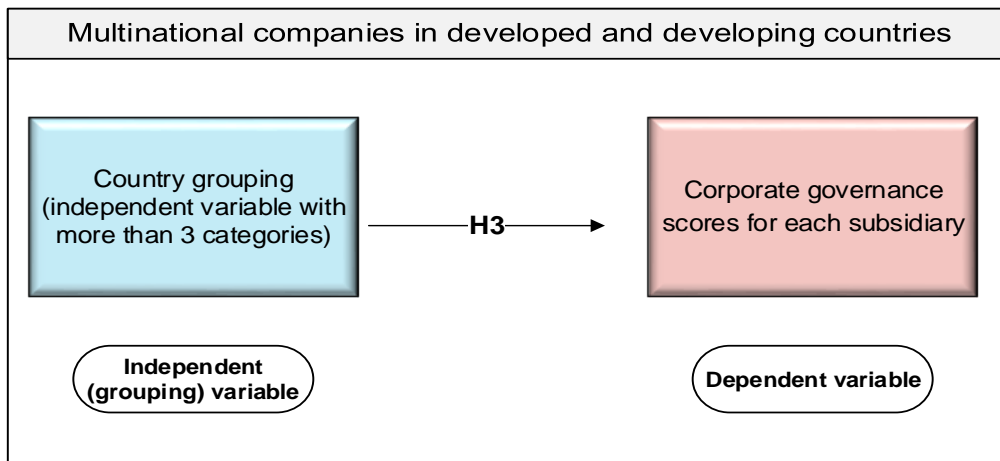 Multinational companies in developed and developing countries
Country grouping
(independent variable with
more than 3 categories)
H3
Corporate governance
scores for each subsidiary
Independent
(grouping) variable
Dependent variable